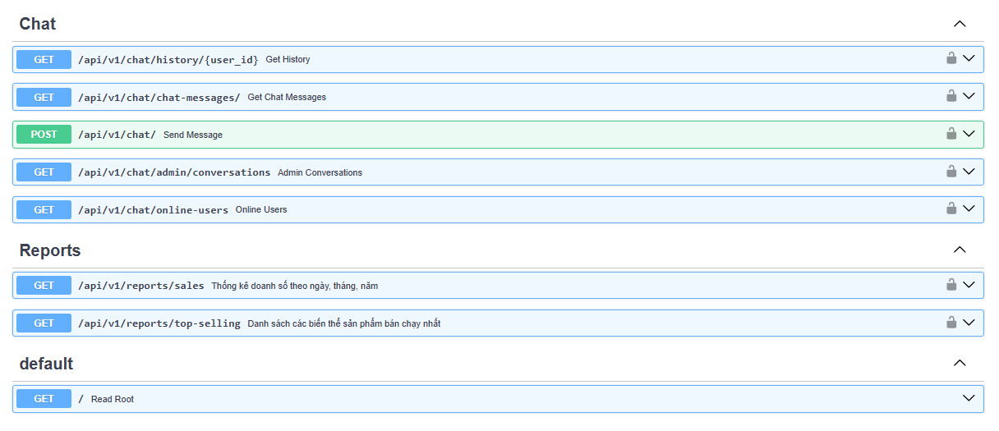 Chat
GET /api/v1/chat/history/{user_id} Get History
GET /api/v1/chat/chat-messages/ Get Chat Messages
POST /api/v1/chat/ Send Message
GET /api/v1/chat/admin/conversations Admin Conversations
GET /api/v1/chat/online-users Online Users
Reports
GET /api/v1/reports/sales Thống kê doanh số theo ngày, tháng, năm
GET /api/v1/reports/top-selling Danh sách các biến thể sản phẩm bán chạy nhất
default
GET / Read Root